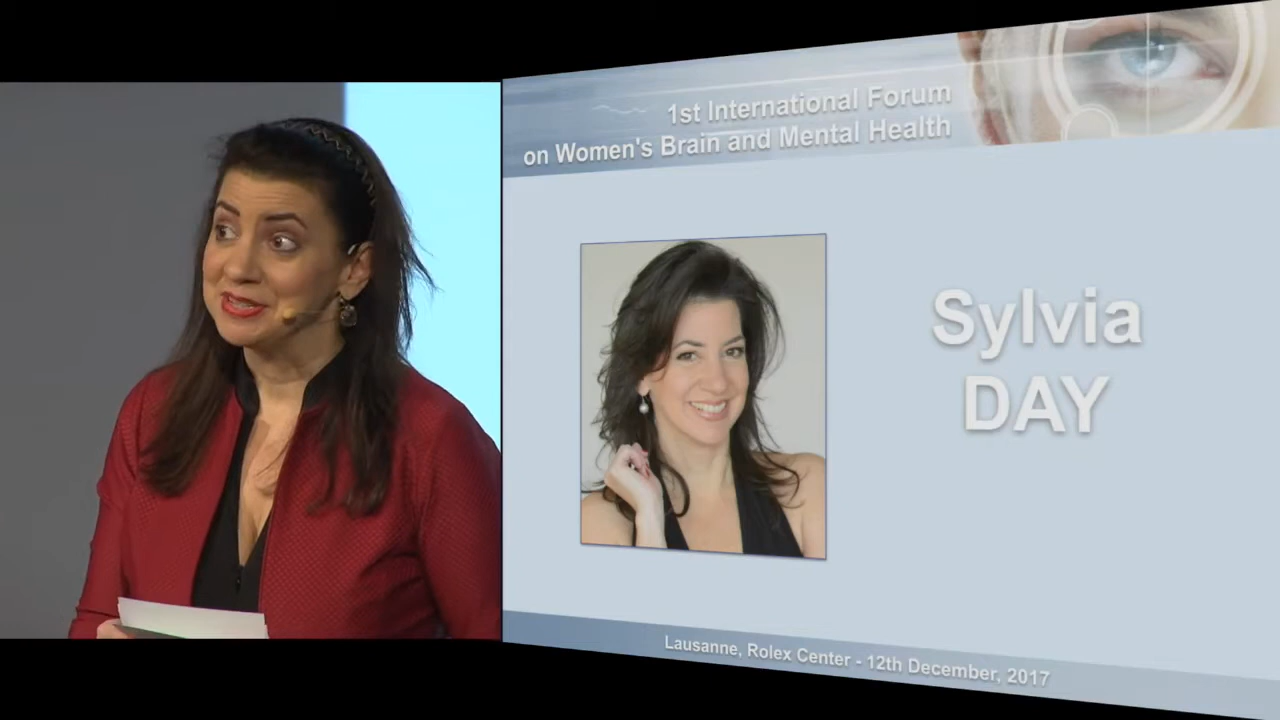 1st International Forum
on Women's Brain and Mental Health
Sylvia
DAY
Lausanne, Rolex Center - 12th December, 2017